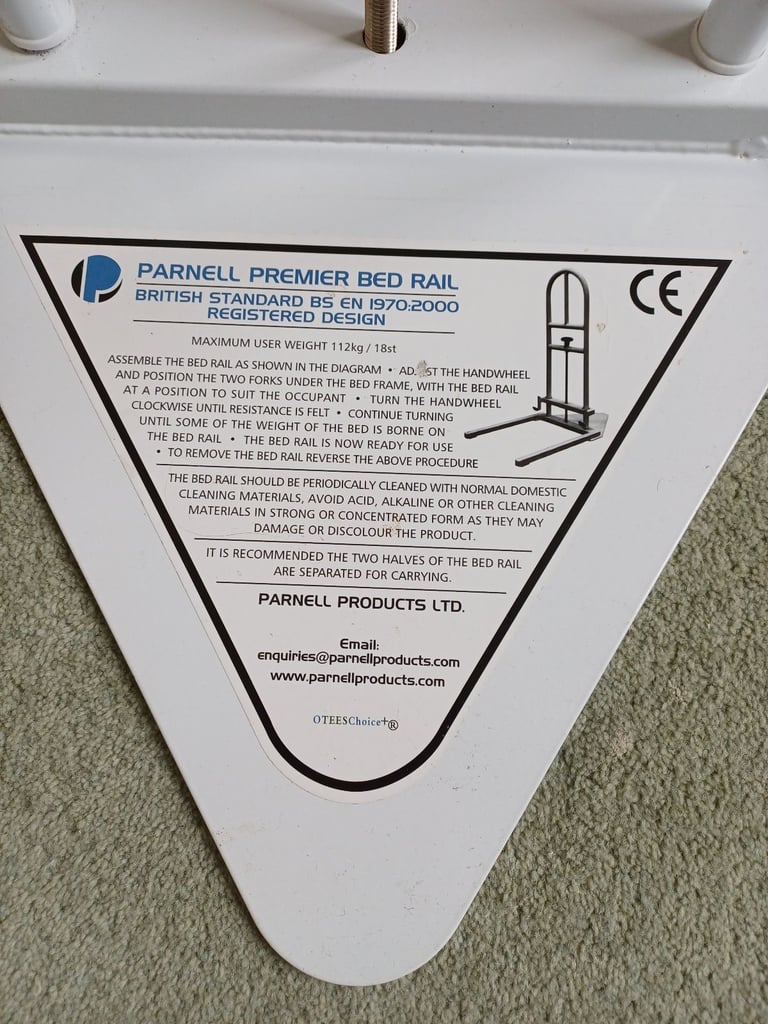 PARNELL PREMIER BED RAIL
BRITISH STANDARD BS EN 1970:2000
REGISTERED DESIGN
CE
MAXIMUM USER WEIGHT 112kg / 18st
ASSEMBLE THE BED RAIL AS SHOWN IN THE DIAGRAM • THE HANDWHEEL
AND POSITION THE TWO FORKS UNDER THE BED FRAME, WITH THE BED RAIL
AT A POSITION TO SUIT THE OCCUPANT • TURN THE HANDWHEEL
CLOCKWISE UNTIL RESISTANCE IS FELT • CONTINUE TURNING
UNTIL SOME OF THE WEIGHT OF THE BED IS BORNE ON
THE BED RAIL • THE BED RAIL IS NOW READY FOR USE
• TO REMOVE THE BED RAIL REVERSE THE ABOVE PROCEDURE
THE BED RAIL SHOULD BE PERIODICALLY CLEANED WITH NORMAL DOMESTIC
CLEANING MATERIALS, AVOID ACID, ALKALINE OR OTHER CLEANING
MATERIALS IN STRONG OR CONCENTRATED FORM AS THEY MAY
DAMAGE OR DISCOLOUR THE PRODUCT.
IT IS RECOMMENDED THE TWO HALVES OF THE BED RAIL
ARE SEPARATED FOR CARRYING.
PARNELL PRODUCTS LTD.
Email:
enquiries@parnellproducts.com
www.parnellproducts.com
OTEESChoice+®